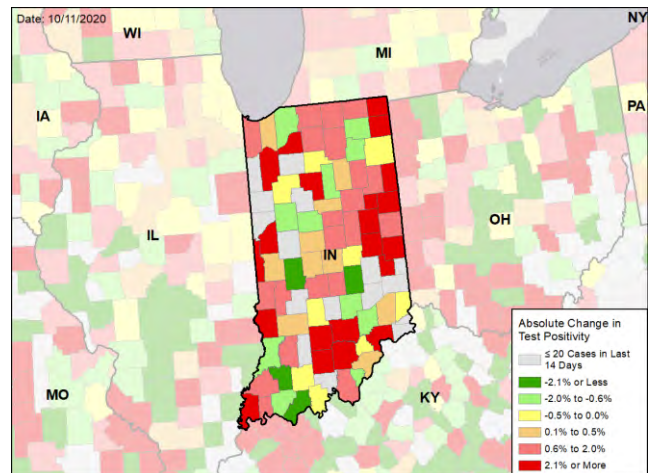 Date: 10/11/2020
WI
MI
NY
IA
PA
IL
OH
IN
MO
KY
Absolute Change in
Test Positivity
≤ 20 Cases in Last
14 Days
-2.1% or Less
-2.0% to -0.6%
-0.5% to 0.0%
0.1% to 0.5%
0.6% to 2.0%
2.1% or More